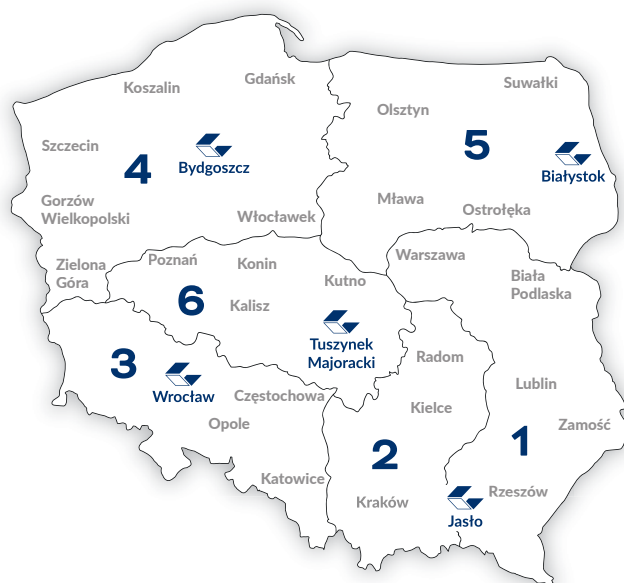 Koszalin
Gdańsk
Suwałki
Olsztyn
Szczecin
4
Bydgoszcz
5
Białystok
Gorzów
Wielkopolski
Włocławek
Mława
Ostrołęka
Zielona
Góra
Poznań
Konin
Kutno
Warszawa
Biała
Podlaska
6
Kalisz
Tuszynek
Majoracki
3
Wrocław
Częstochowa
Opole
Katowice
Radom
Kielce
Lublin
Zamość
2
1
Kraków
Rzeszów
Jasło